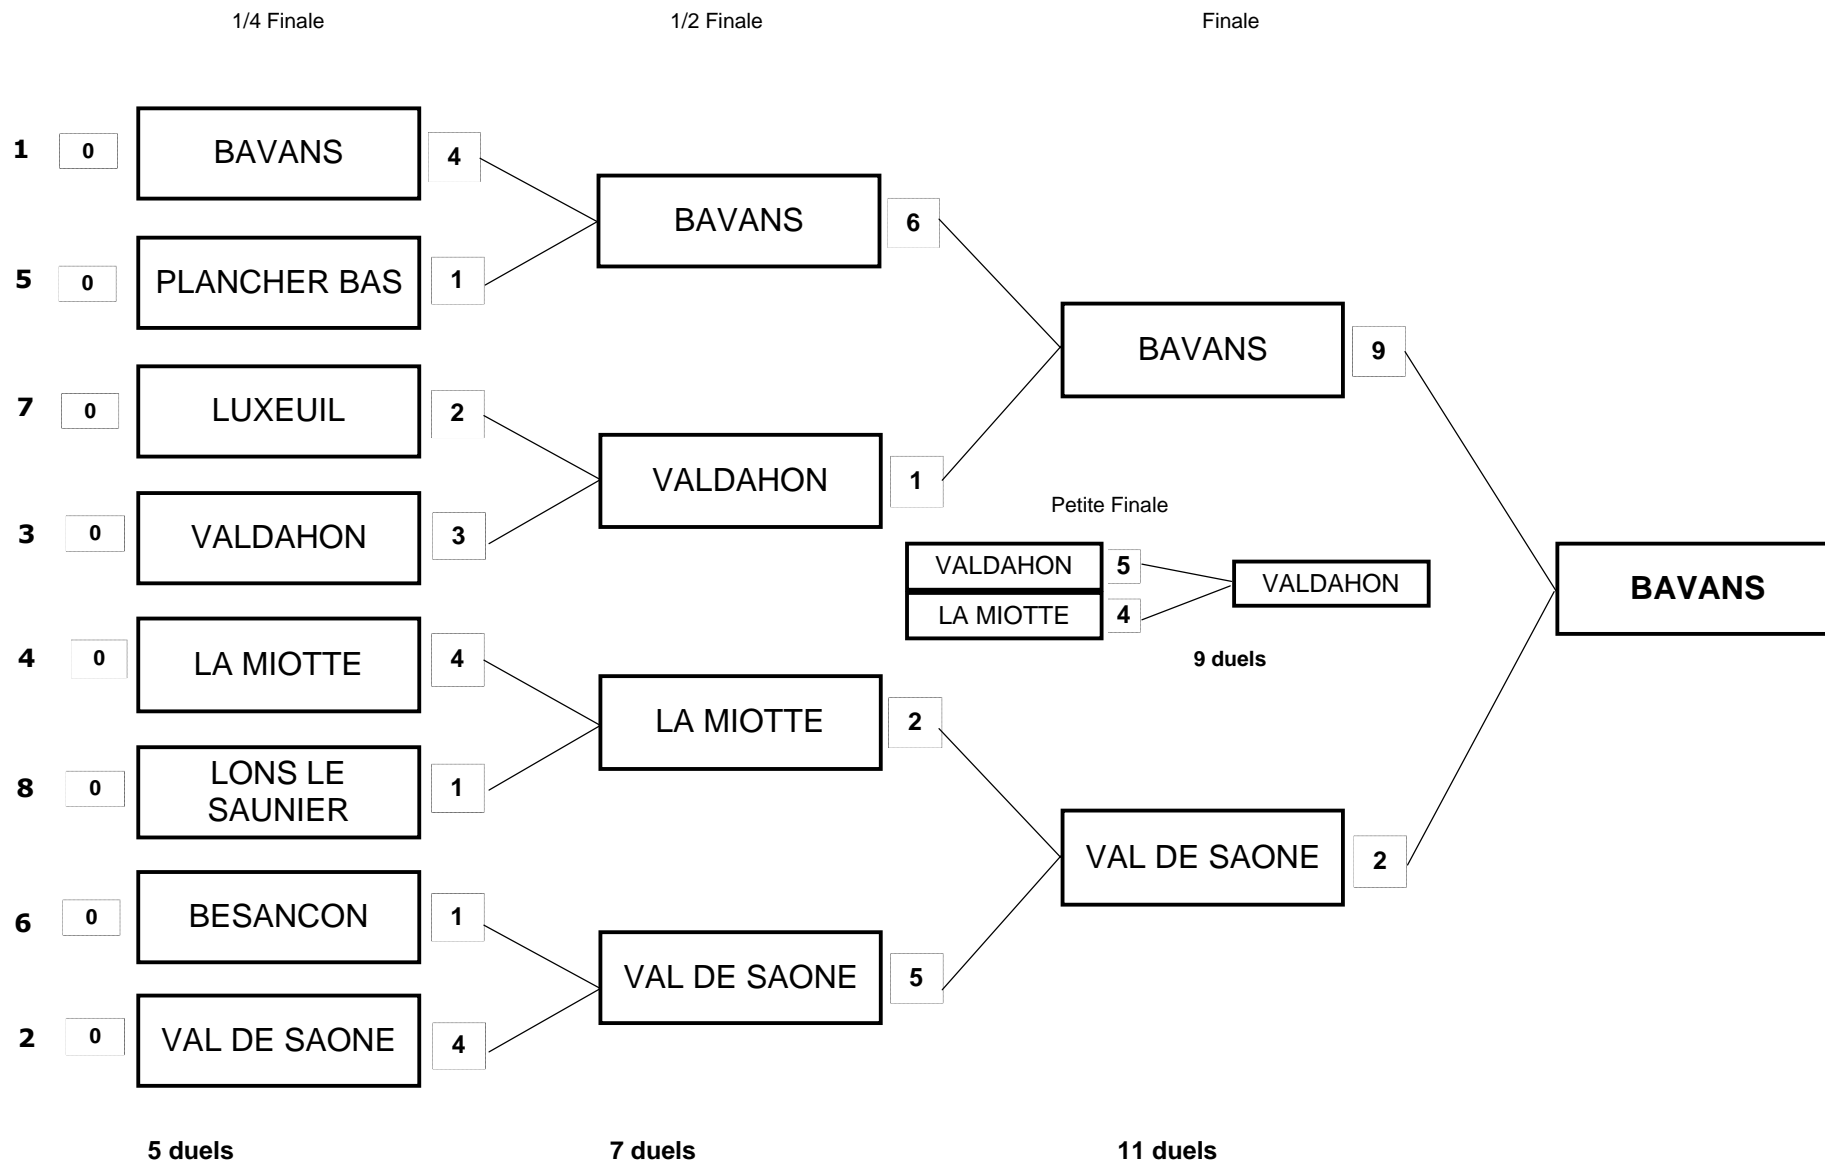 1/4 Finale
1/2 Finale
Finale
1
0
BAVANS
4
5
0
PLANCHER BAS
1
7
0
LUXEUIL
2
3
0
VALDAHON
3
4
0
LA MIOTTE
4
8
0
LONS LE
SAUNIER
1
6
0
BESANCON
1
2
0
VAL DE SAONE
4
BAVANS
6
VALDAHON
1
LA MIOTTE
2
VAL DE SAONE
5
BAVANS
9
Petite Finale
VALDAHON
5
LA MIOTTE
4
VALDAHON
9 duels
VAL DE SAONE
2
BAVANS
5 duels
7 duels
11 duels